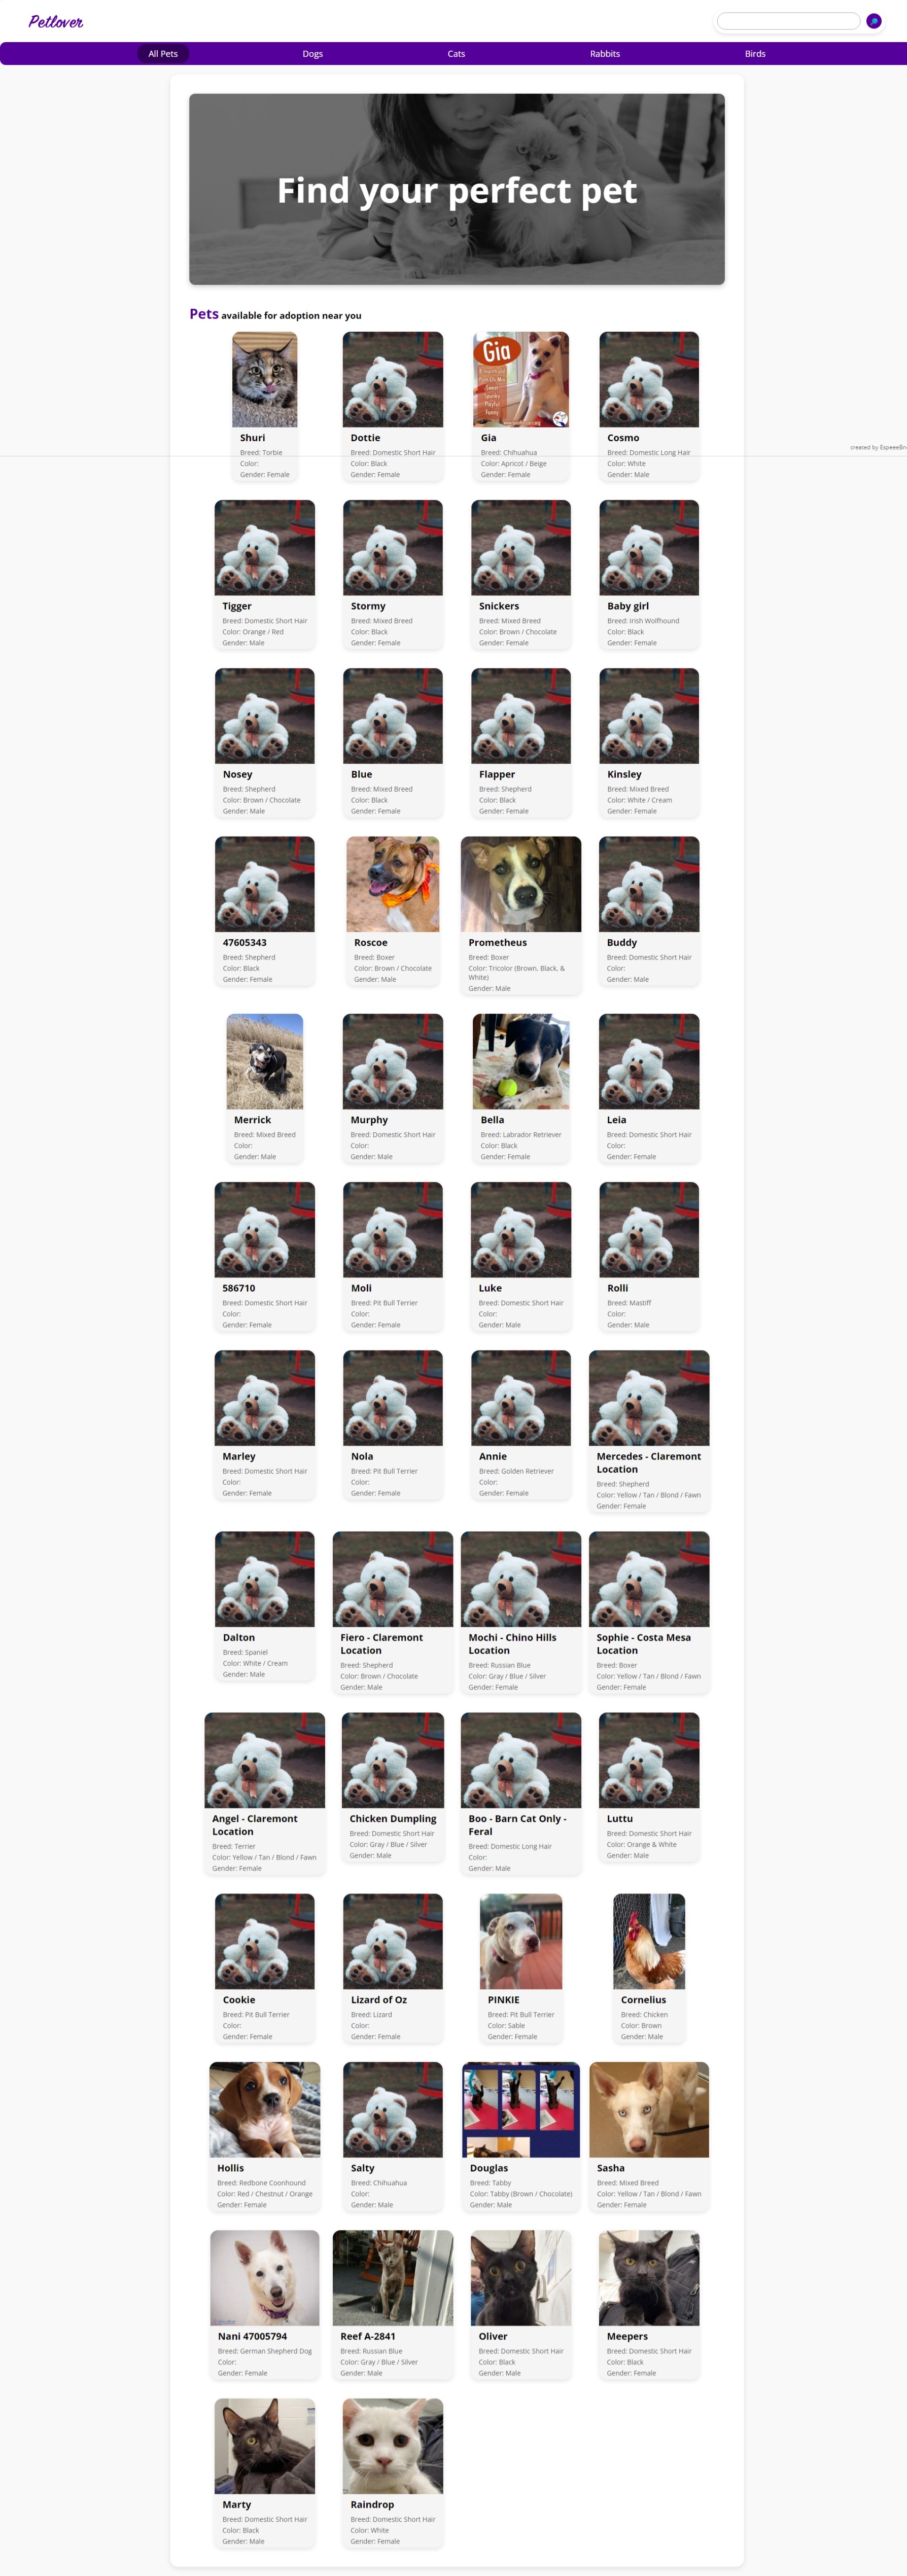 Petlover
All Pets
Dogs
Cats
Rabbits
Birds
Find your perfect pet
Pets available for adoption near you
Gia
Shuri
Breed: Torbie
Color:
Gender: Female
Dottie
Breed: Domestic Short Hair
Color: Black
Gender: Female
Gia
Breed: Chihuahua
Color: Apricot / Beige
Gender: Female
Cosmo
Breed: Domestic Long Hair
Color: White
Gender: Male
created by
Tigger
Breed: Domestic Short Hair
Color: Orange / Red
Gender: Male
Stormy
Breed: Mixed Breed
Color: Black
Gender: Female
Snickers
Breed: Mixed Breed
Color: Brown / Chocolate
Gender: Female
Baby girl
Breed: Irish Wolfhound
Color: Black
Gender: Female
Nosey
Breed: Shepherd
Color: Brown / Chocolate
Gender: Male
Blue
Breed: Mixed Breed
Color: Black
Gender: Female
Flapper
Breed: Shepherd
Color: Black
Gender: Female
Kinsley
Breed: Mixed Breed
Color: White / Cream
Gender: Female
47605343
Breed: Shepherd
Color: Black
Gender: Female
Roscoe
Breed: Boxer
Color: Brown / Chocolate
Gender: Male
Prometheus
Breed: Boxer
Color: Tricolor (Brown, Black, &
White)
Gender: Male
Buddy
Breed: Domestic Short Hair
Color:
Gender: Male
Merrick
Breed: Mixed Breed
Color:
Gender: Male
Murphy
Breed: Domestic Short Hair
Color:
Gender: Male
Bella
Breed: Labrador Retriever
Color: Black
Gender: Female
Leia
Breed: Domestic Short Hair
Color:
Gender: Female
586710
Breed: Domestic Short Hair
Color:
Gender: Female
Moli
Breed: Pit Bull Terrier
Color:
Gender: Female
Luke
Breed: Domestic Short Hair
Color:
Gender: Male
Rolli
Breed: Mastiff
Color:
Gender: Male
Marley
Breed: Domestic Short Hair
Color:
Gender: Female
Nola
Breed: Pit Bull Terrier
Color:
Gender: Female
Annie
Breed: Golden Retriever
Color:
Gender: Female
Mercedes - Claremont
Location
Breed: Shepherd
Color: Yellow / Tan / Blond / Fawn
Gender: Female
Dalton
Breed: Spaniel
Color: White / Cream
Gender: Male
Fiero - Claremont
Location
Breed: Shepherd
Color: Brown / Chocolate
Gender: Male
Mochi - Chino Hills
Location
Breed: Russian Blue
Color: Gray / Blue / Silver
Gender: Female
Sophie - Costa Mesa
Location
Breed: Boxer
Color: Yellow / Tan / Blond / Fawn
Gender: Female
Angel - Claremont
Location
Breed: Terrier
Color: Yellow / Tan / Blond / Fawn
Gender: Female
Chicken Dumpling
Breed: Domestic Short Hair
Color: Gray / Blue / Silver
Gender: Male
Boo - Barn Cat Only -
Feral
Breed: Domestic Long Hair
Color:
Gender: Male
Luttu
Breed: Domestic Short Hair
Color: Orange & White
Gender: Male
Cookie
Breed: Pit Bull Terrier
Color:
Gender: Female
Lizard of Oz
Breed: Lizard
Color:
Gender: Female
PINKIE
Breed: Pit Bull Terrier
Color: Sable
Gender: Female
Cornelius
Breed: Chicken
Color: Brown
Gender: Male
Hollis
Breed: Redbone Coonhound
Color: Red / Chestnut / Orange
Gender: Female
Salty
Breed: Chihuahua
Color:
Gender: Male
Douglas
Breed: Tabby
Color: Tabby (Brown / Chocolate)
Gender: Male
Sasha
Breed: Mixed Breed
Color: Yellow / Tan / Blond / Fawn
Gender: Female
Nani 47005794
Breed: German Shepherd Dog
Color:
Gender: Female
Reef A-2841
Breed: Russian Blue
Color: Gray / Blue / Silver
Gender: Male
Oliver
Breed: Domestic Short Hair
Color: Black
Gender: Male
Meepers
Breed: Domestic Short Hair
Color: Black
Gender: Female
Marty
Breed: Domestic Short Hair
Color: Black
Gender: Male
Raindrop
Breed: Domestic Short Hair
Color: White
Gender: Female